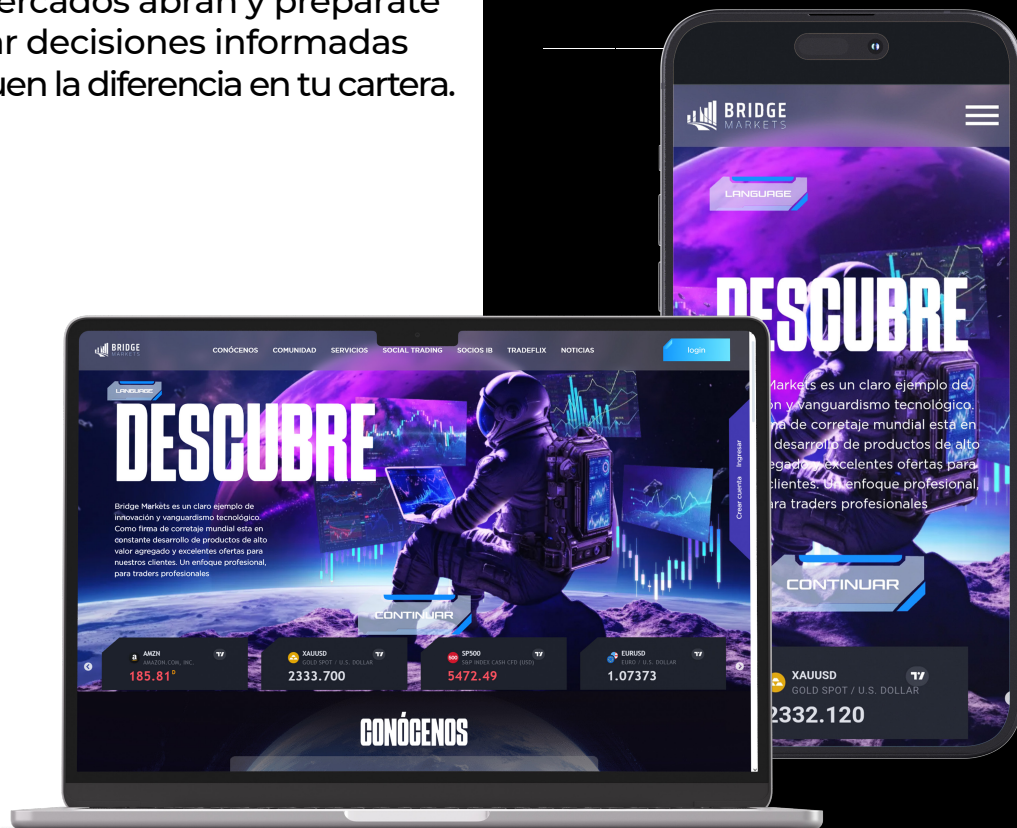 ercados abran y prepárate
ar decisiones informadas
uen la diferencia en tu cartera.
BRIDGE
MARKETS
LANGUAGE
DESCUBRE
Markets es un claro ejemplo de
ón y vanguardismo tecnológico.
ma de corretaje mundial esta en
desarrollo de productos de alto
egado y excelentes ofertas para
clientes. Un enfoque profesional,
ara traders profesionales
CONTINUAR
XAUUSD
GOLD SPOT / U.S. DOLLAR
2332.120
BRIDGE
MARKETS
CONÓCENOS COMUNIDAD SERVICIOS SOCIAL TRADING SOCIOS IB TRADEFLIX NOTICIAS
login
LANGUAGE
DESCUBRE
Bridge Markets es un claro ejemplo de
innovación y vanguardismo tecnológico.
Como firma de corretaje mundial esta en
constante desarrollo de productos de alto
valor agregado y excelentes ofertas para
nuestros clientes. Un enfoque profesional,
para traders profesionales
Crear cuenta Ingresar
CONTINUAR
AMZN
AMAZON.COM, INC.
185.81 D
XAUUSD
GOLD SPOT / U.S. DOLLAR
2333.700
500
SP500
S&P INDEX CASH CFD (USD)
5472.49
EURUSD
EURO / U.S. DOLLAR
1.07373
CONÓCENOS